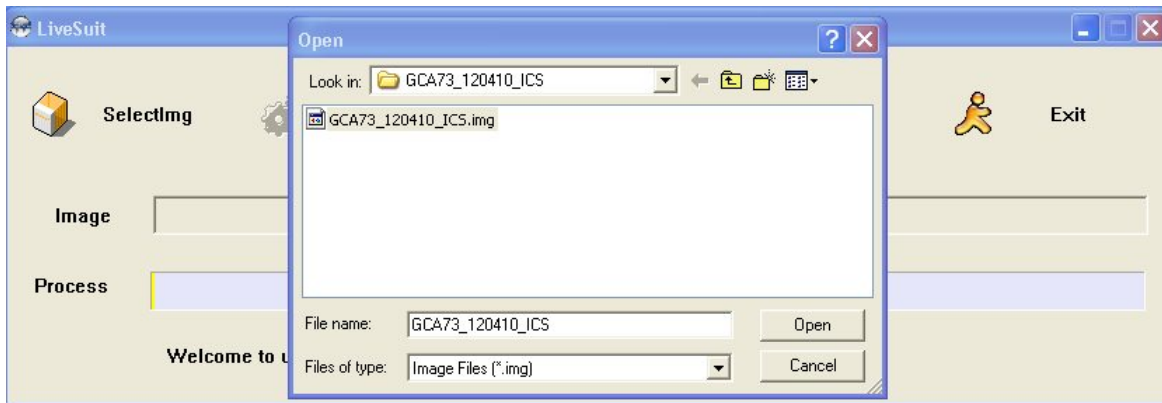 LiveSuit
Open
Look in: GCA73_120410_ICS
SelectImg
GCA73_120410_ICS.img
Exit
Image
Process
File name: GCA73_120410_ICS
Open
Welcome to u
Files of type: Image Files (*.img)
Cancel